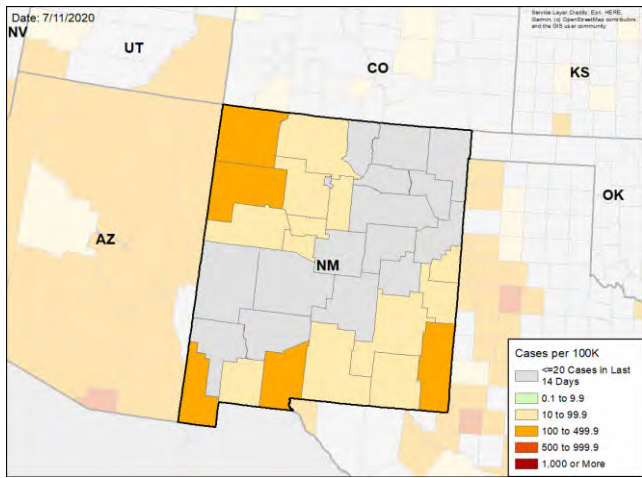 Date: 7/11/2020
Service Layer Credits: Esri, HERE,
Garmin, (c) OpenStreetMap contributors
and the GIS user community
NV
UT
CO
KS
OK
AZ
NM
Cases per 100K
<=20 Cases in Last
14 Days
0.1 to 9.9
10 to 99.9
100 to 499.9
500 to 999.9
1,000 or More